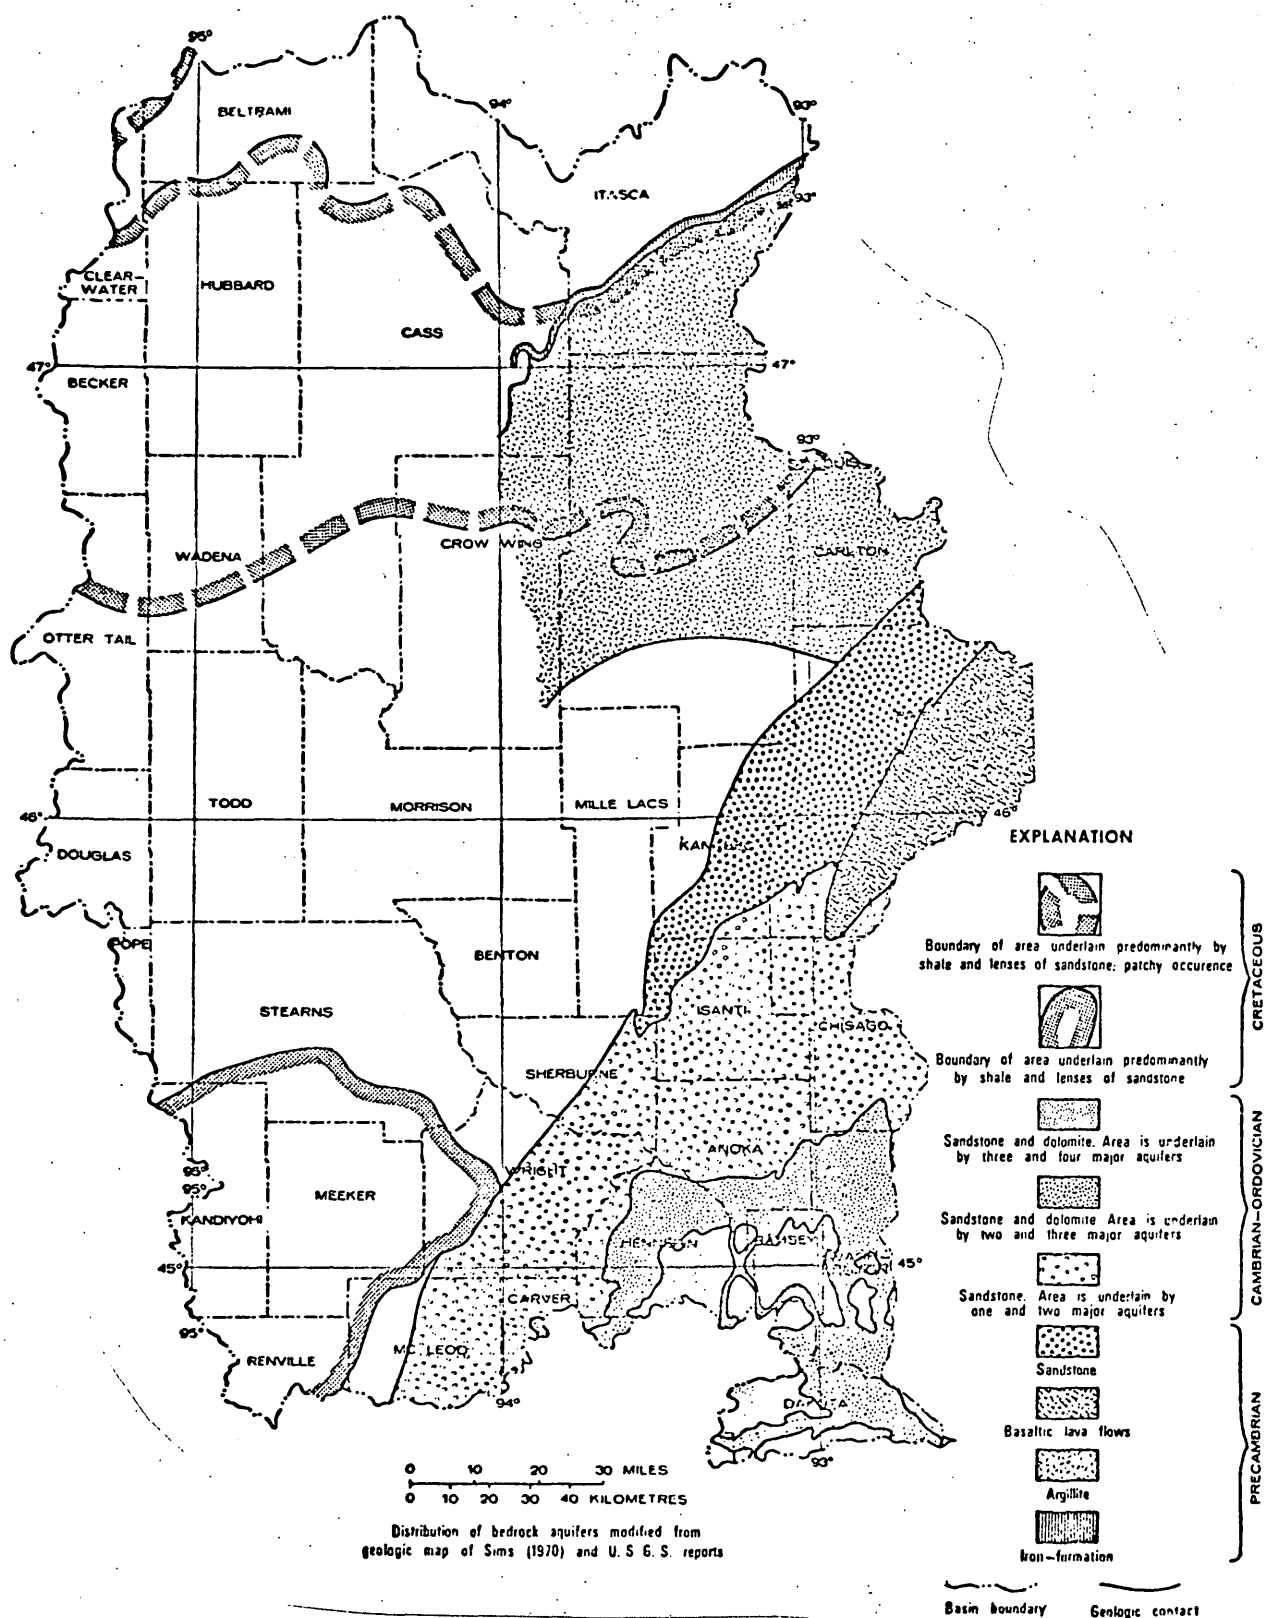 95°
BELTRAMI
94°
93°
ITASCA
93°
CLEAR-
WATER
HUBBARD
CASS
47°
47°
BECKER
93°
WADENA
CROW WING
CARLTON
OTTER TAIL
TODD
MORRISON
MILLE LACS
46°
46°
DOUGLAS
POPE
BENTON
STEARNS
ISANTI
CHISAGO
SHERBURNE
ANOKA
WRIGHT
95°
95°
MEEKER
KANDIYOHI
HENNEPIN
RAMSEY
45°
45°
CARVER
95°
RENVILLE
MC LEOD
94°
DAKOTA
93°
EXPLANATION
Boundary of area underlain predominantly by
shale and lenses of sandstone; patchy occurence
Boundary of area underlain predominantly
by shale and lenses of sandstone
CRETACEOUS
Sandstone and dolomite. Area is underlain
by three and four major aquifers
Sandstone and dolomite Area is underlain
by two and three major aquifers
Sandstone. Area is underlain by
one and two major aquifers
CAMBRIAN-ORDOVICIAN
Sandstone
Basaltic lava flows
Argillite
Iron-formation
PRECAMBRIAN
Basin boundary
Geologic contact
0 10 20 30 MILES
0 10 20 30 40 KILOMETRES
Distribution of bedrock aquifers modified from
geologic map of Sims (1970) and U. S G. S. reports